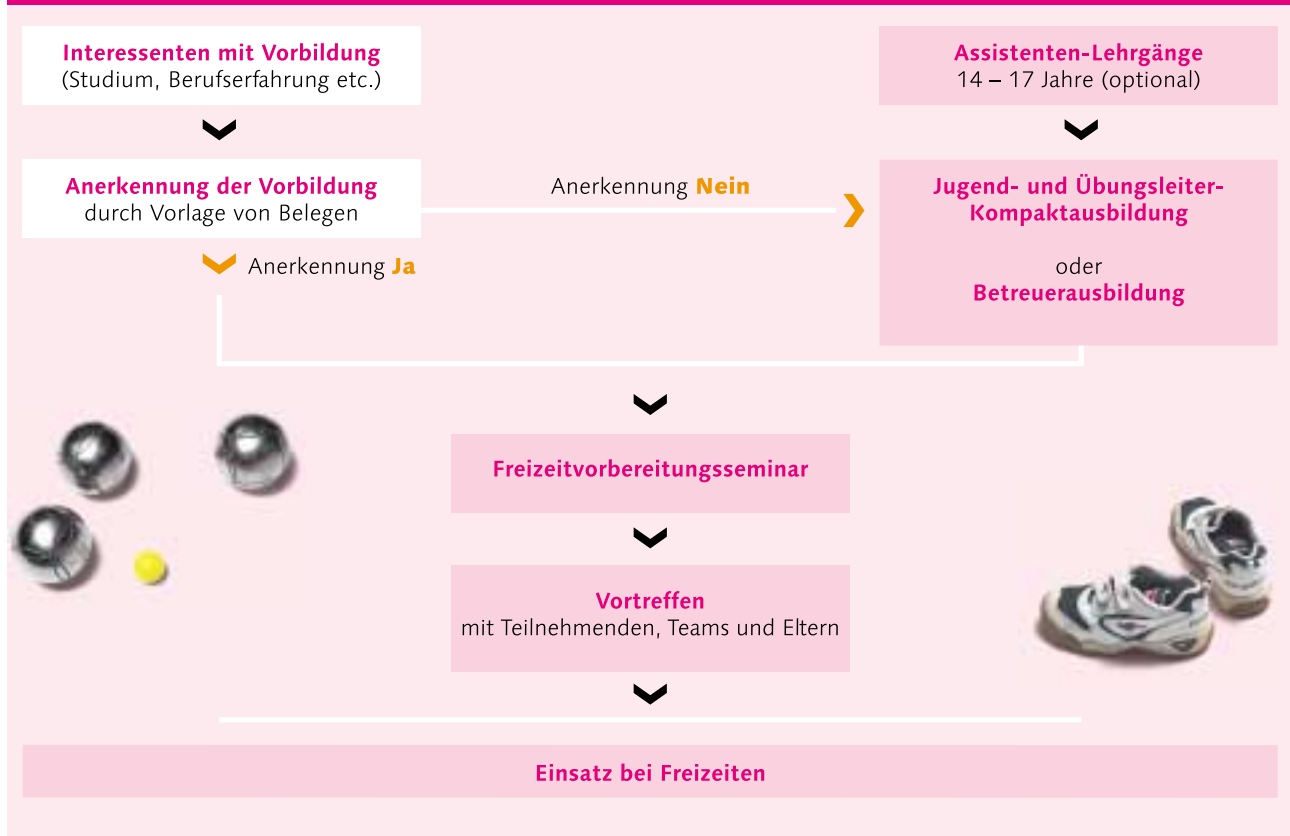 Interessenten mit Vorbildung
(Studium, Berufserfahrung etc.)
Assistenten-Lehrgänge
14 – 17 Jahre (optional)
Anerkennung der Vorbildung
durch Vorlage von Belegen
Anerkennung Nein
Jugend- und Übungsleiter-
Kompaktausbildung
oder
Betreuerausbildung
Anerkennung Ja
Freizeitvorbereitungsseminar
Vortreffen
mit Teilnehmenden, Teams und Eltern
Einsatz bei Freizeiten